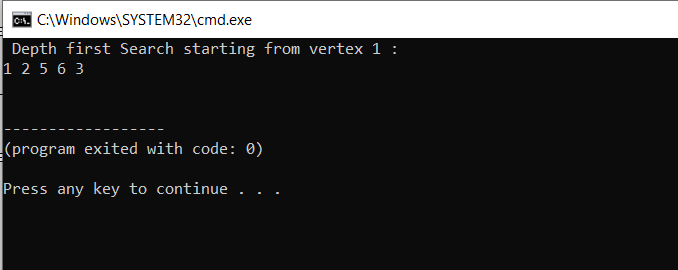 C:\Windows\SYSTEM32\cmd.exe
Depth first Search starting from vertex 1 :
1 2 5 6 3
------------------
(program exited with code: 0)
Press any key to continue . . .